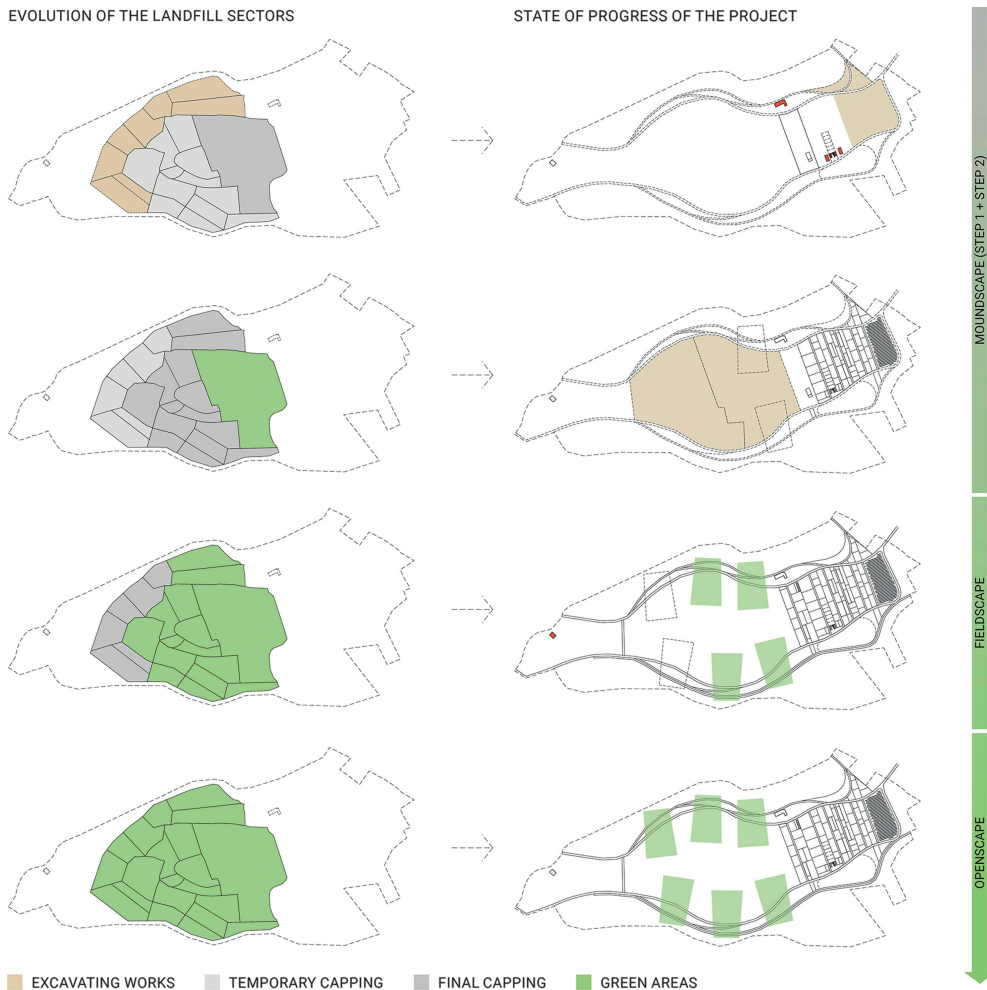 EVOLUTION OF THE LANDFILL SECTORS
STATE OF PROGRESS OF THE PROJECT
MOUNDSCAPE (STEP 1 + STEP 2)
FIELDSCAPE
OPENSCAPE
EXCAVATING WORKS
TEMPORARY CAPPING
FINAL CAPPING
GREEN AREAS